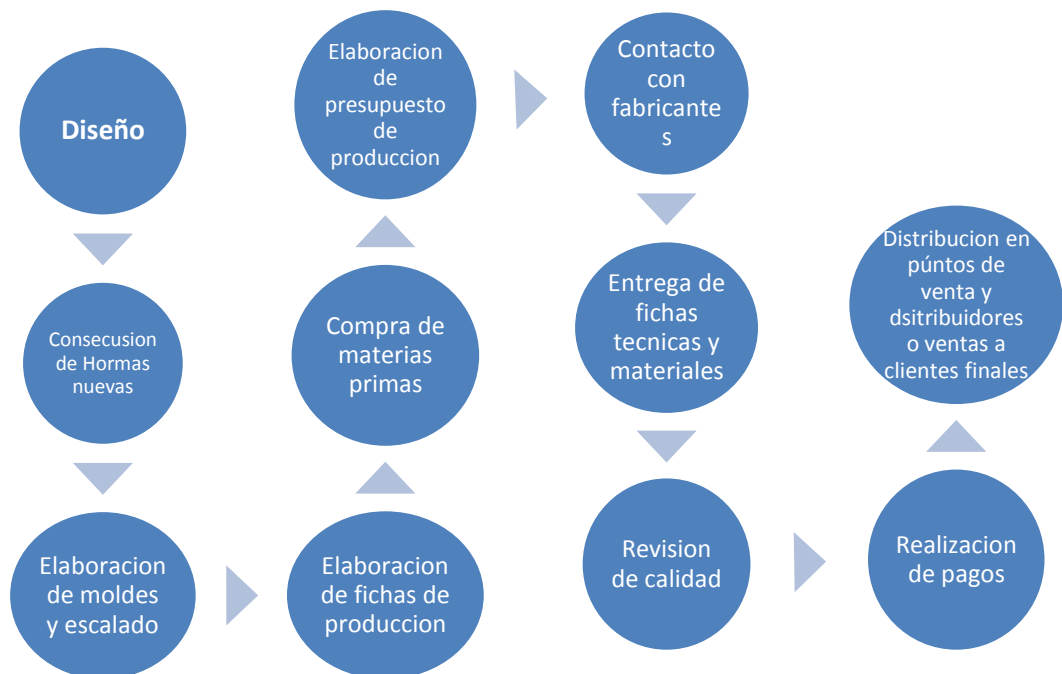 Diseño
Consecusion
de Hormas
nuevas
Elaboracion
de moldes
y escalado
Elaboracion
de fichas de
produccion
Compra de
materias
primas
Elaboracion
de
presupuesto
de
produccion
Contacto
con
fabricante
s
Entrega de
fichas
tecnicas y
materiales
Revision
de calidad
Realizacion
de pagos
Distribucion en
púntos de
venta y
dsitribuidores
o ventas a
clientes finales